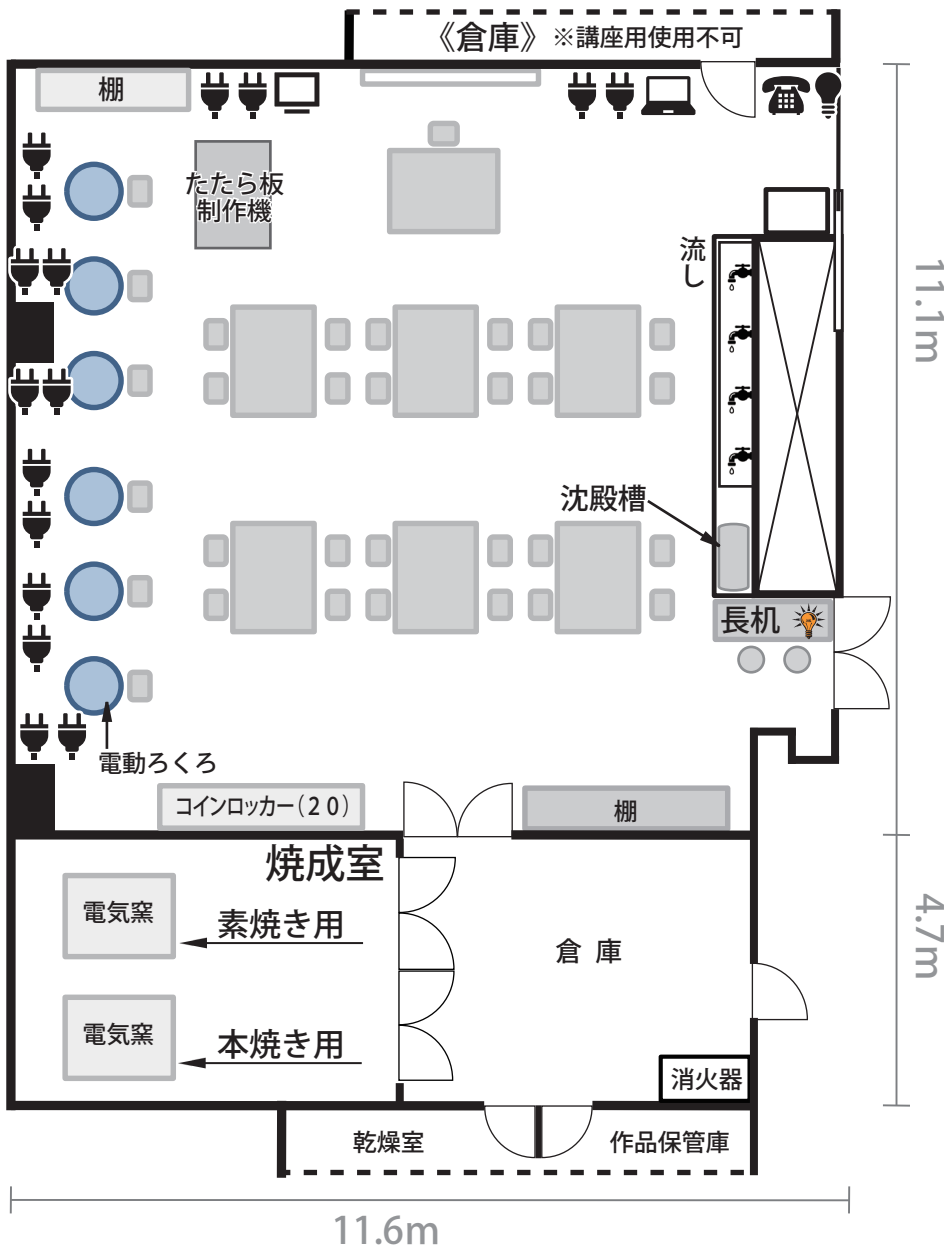 《倉庫》※講座用使用不可
棚
たたら板
制作機
流し
11.1m
沈殿槽
長机
電動ろくろ
コインロッカー(20)
棚
焼成室
電気窯
素焼き用
倉 庫
4.7m
電気窯
本焼き用
消火器
乾燥室
作品保管庫
11.6m